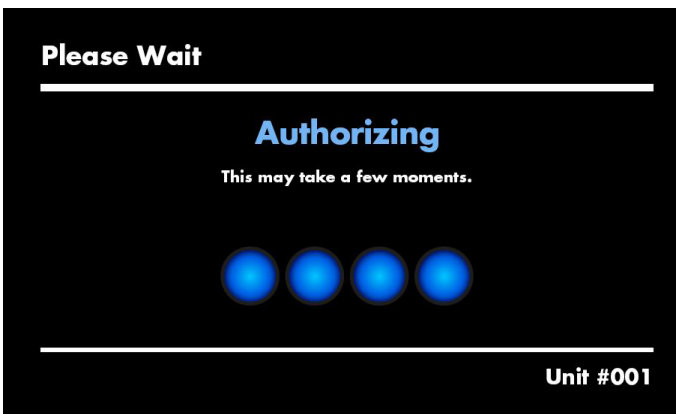 Please Wait
Authorizing
This may take a few moments.
Unit #001